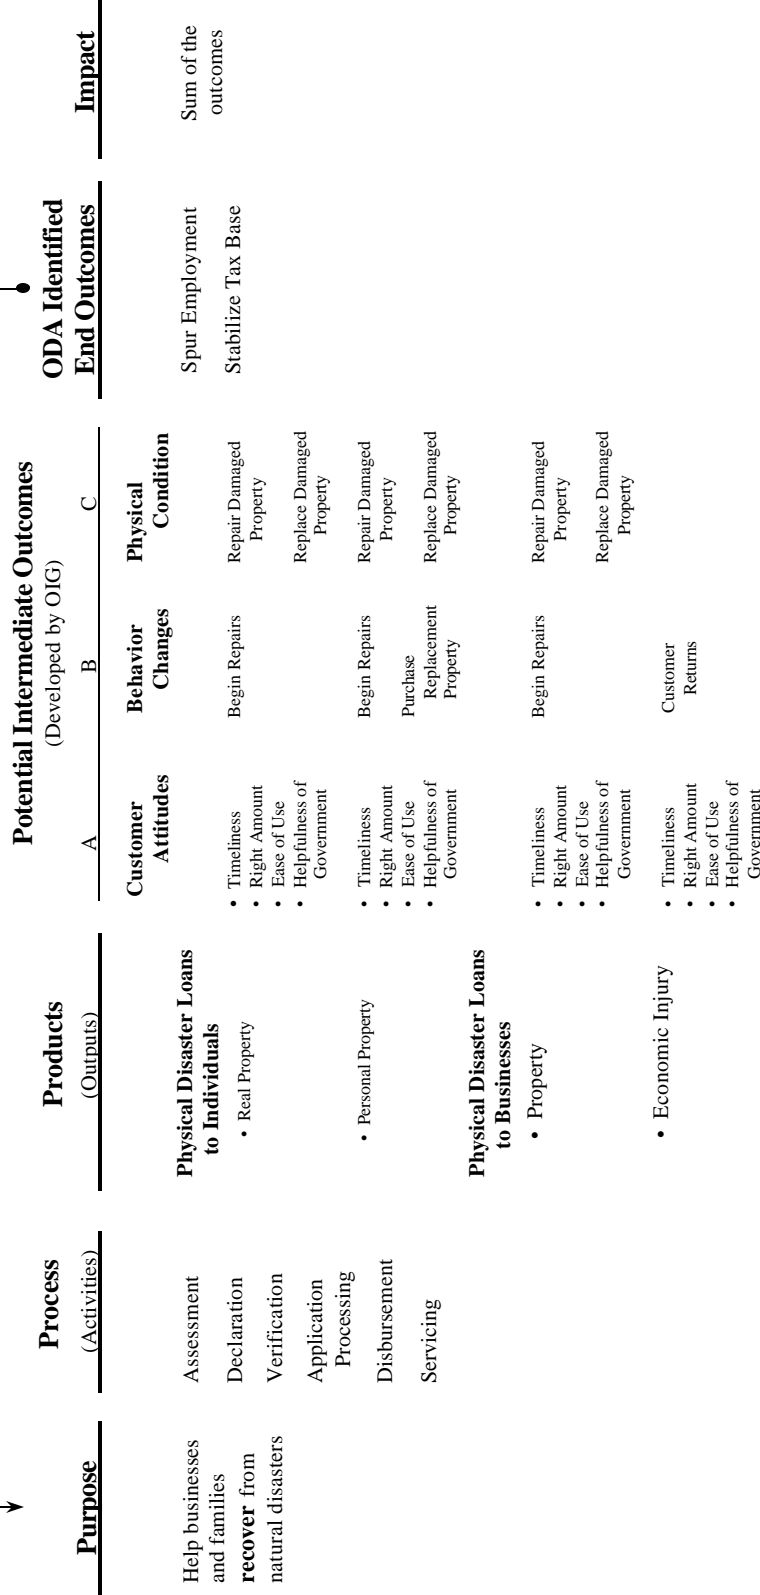 Purpose
Help businesses
and families
recover from
natural disasters
Process
(Activities)
Assessment
Declaration
Verification
Application
Processing
Disbursement
Servicing
Products
(Outputs)
Physical Disaster Loans
to Individuals
• Real Property
• Personal Property
Physical Disaster Loans
to Businesses
• Property
• Economic Injury
Potential Intermediate Outcomes
(Developed by OIG)
A
Customer
Attitudes
• Timeliness
• Right Amount
• Ease of Use
• Helpfulness of
Government
• Timeliness
• Right Amount
• Ease of Use
• Helpfulness of
Government
• Timeliness
• Right Amount
• Ease of Use
• Helpfulness of
Government
• Timeliness
• Right Amount
• Ease of Use
• Helpfulness of
Government
B
Behavior
Changes
Begin Repairs
Begin Repairs
Purchase
Replacement
Property
Begin Repairs
Customer
Returns
C
Physical
Condition
Repair Damaged
Property
Replace Damaged
Property
Repair Damaged
Property
Replace Damaged
Property
Repair Damaged
Property
Replace Damaged
Property
ODA Identified
End Outcomes
Spur Employment
Stabilize Tax Base
Impact
Sum of the
outcomes